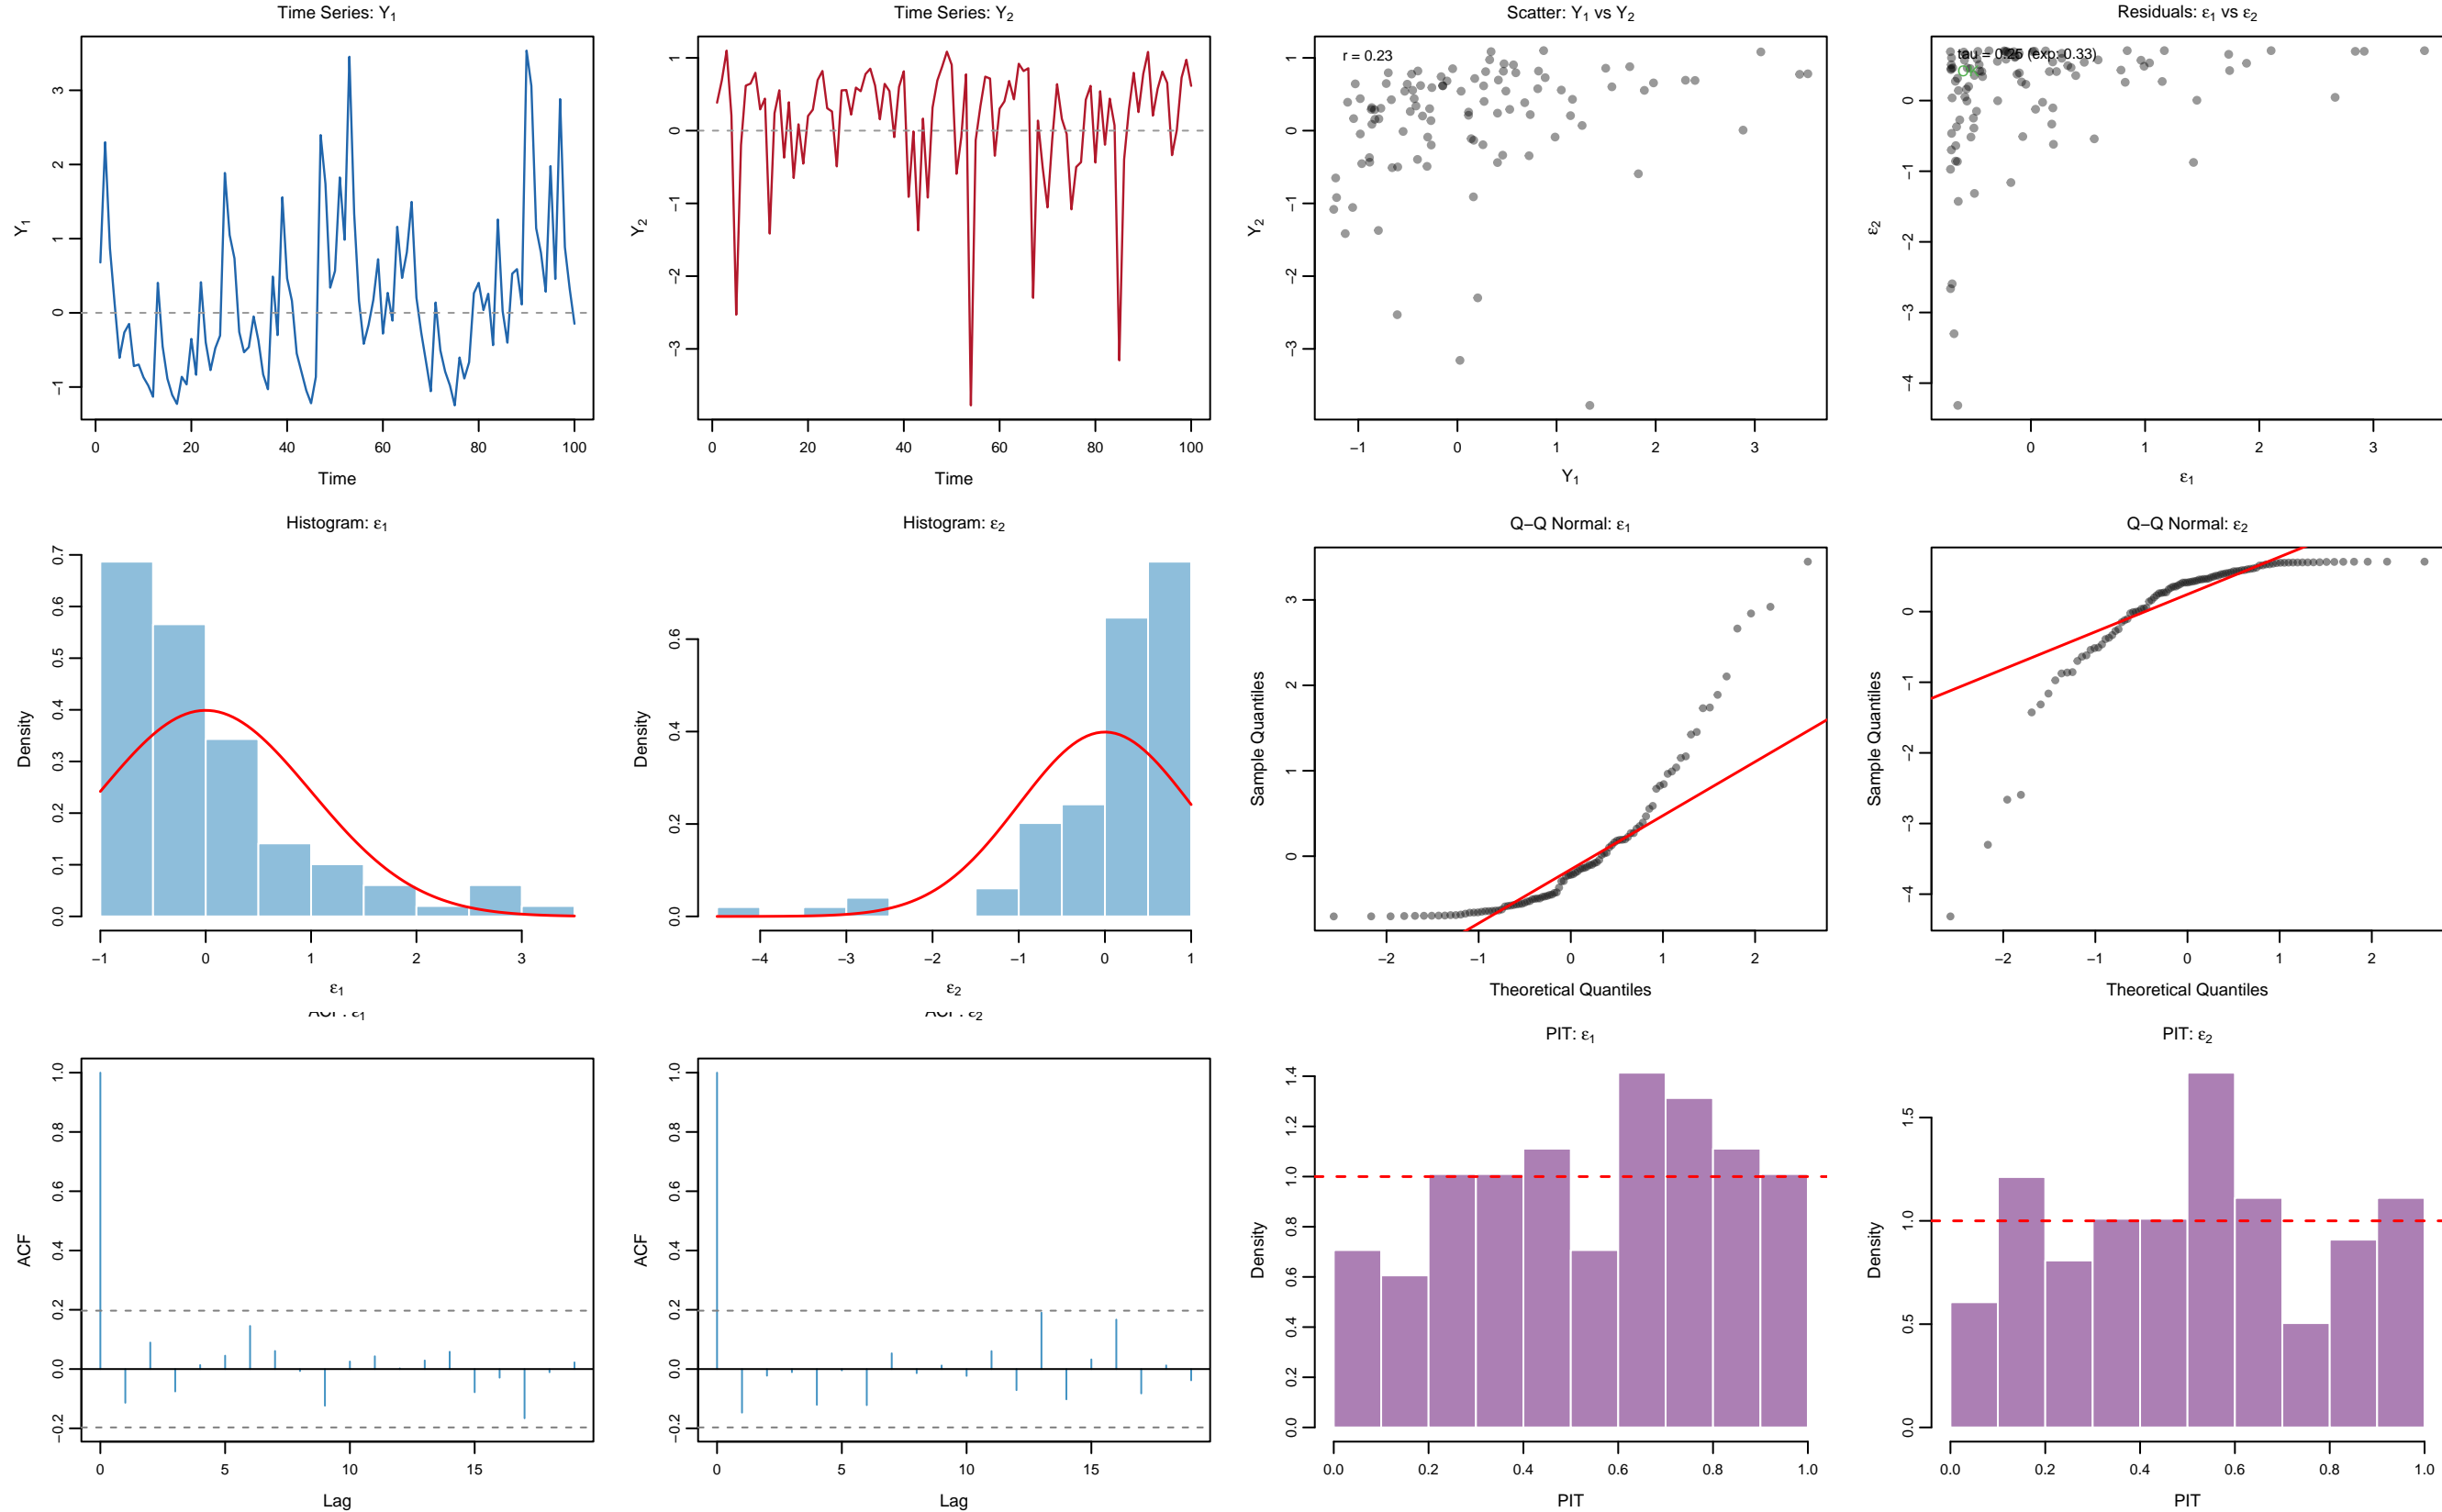 Time Series: Y1
Y1
3
2
1
0
−1
0 20 40 60 80 100
Time
Time Series: Y2
Y2
1
0
−1
−2
−3
0 20 40 60 80 100
Time
Scatter: Y1 vs Y2
r = 0.23
Y2
1
0
−1
−2
−3
−1 0 1 2 3
Y1
Residuals: ε1 vs ε2
tau = 0.25 (exp: 0.33)
ε2
0
−1
−2
−3
−4
0 1 2 3
ε1
Histogram: ε1
Density
0.7
0.6
0.5
0.4
0.3
0.2
0.1
0.0
−1 0 1 2 3
ε1
Histogram: ε2
Density
0.6
0.4
0.2
0.0
−4 −3 −2 −1 0 1
ε2
Q−Q Normal: ε1
Sample Quantiles
3
2
1
0
−2 −1 0 1 2
Theoretical Quantiles
Q−Q Normal: ε2
Sample Quantiles
0
−1
−2
−3
−4
−2 −1 0 1 2
Theoretical Quantiles
ACF: ε1
ACF
1.0
0.8
0.6
0.4
0.2
0.0
−0.2
0 5 10 15
Lag
ACF: ε2
ACF
1.0
0.8
0.6
0.4
0.2
0.0
−0.2
0 5 10 15
Lag
PIT: ε1
Density
1.4
1.2
1.0
0.8
0.6
0.4
0.2
0.0
0.0 0.2 0.4 0.6 0.8 1.0
PIT
PIT: ε2
Density
1.5
1.0
0.5
0.0
0.0 0.2 0.4 0.6 0.8 1.0
PIT